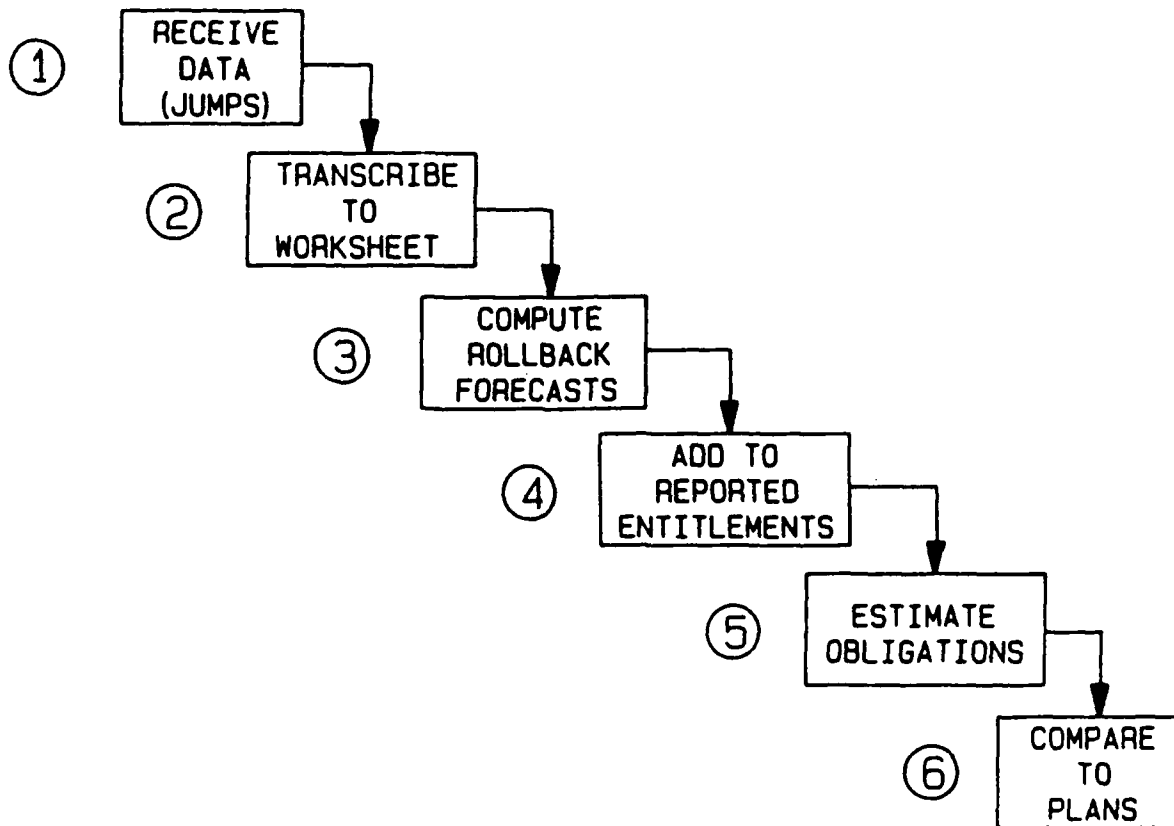 1
RECEIVE
DATA
(JUMPS)
2
TRANSCRIBE
TO
WORKSHEET
3
COMPUTE
ROLLBACK
FORECASTS
4
ADD TO
REPORTED
ENTITLEMENTS
5
ESTIMATE
OBLIGATIONS
6
COMPARE
TO
PLANS